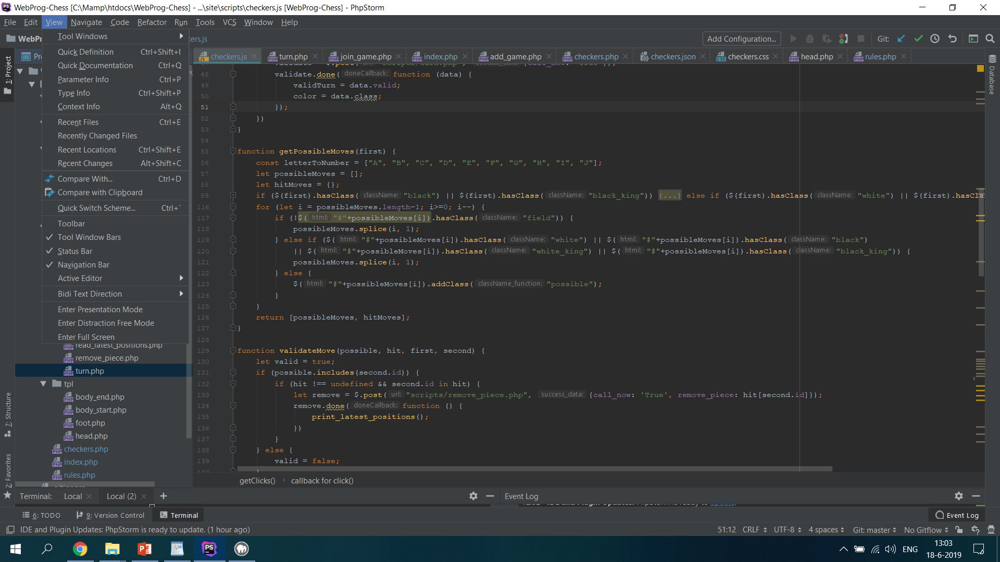 WebProg-Chess [C:\Mamp\htdocs\WebProg-Chess] - ...\site\scripts\checkers.js [WebProg-Chess] - PhpStorm
File Edit View Navigate Code Refactor Run Tools VCS Window Help
Add Configuration... Git:
checkers.js turn.php join_game.php index.php add_game.php checkers.php checkers.json checkers.css head.php rules.php
Tool Windows
Quick Definition Ctrl+Shift+I
Quick Documentation Ctrl+Q
Parameter Info Ctrl+P
Type Info Ctrl+Shift+P
Context Info Alt+Q
Recent Files Ctrl+E
Recently Changed Files
Recent Locations Ctrl+Shift+E
Recent Changes Alt+Shift+C
Compare With... Ctrl+D
Compare with Clipboard
Quick Switch Scheme... Ctrl+`
Toolbar
Tool Window Bars
Status Bar
Navigation Bar
Active Editor
Bidi Text Direction
Enter Presentation Mode
Enter Distraction Free Mode
Enter Full Screen
read_latest_positions.php
remove_piece.php
turn.php
tpl
body_end.php
body_start.php
foot.php
head.php
checkers.php
index.php
rules.php
1: Project
7: Structure
2: Favorites
Database
48 validate.done( doneCallback: function (data) {
49 validTurn = data.valid;
50 color = data.class;
51 });
52 })
53 }
54
55 function getPossibleMoves(first) {
56 const letterToNumber = ["A", "B", "C", "D", "E", "F", "G", "H", "I", "J"];
57 let possibleMoves = [];
58 let hitMoves = {};
59 if ($(first).hasClass( className: "black") || $(first).hasClass( className: "black_king")) {...} else if ($(first).hasClass( className: "white") || $(first).hasCla
116 for (let i = possibleMoves.length-1; i>=0; i--) {
117 if (!$( html: "#"+possibleMoves[i]).hasClass( className: "field")) {
118 possibleMoves.splice(i, 1);
119 } else if ($( html: "#"+possibleMoves[i]).hasClass( className: "white") || $( html: "#"+possibleMoves[i]).hasClass( className: "black")
120 || $( html: "#"+possibleMoves[i]).hasClass( className: "white_king") || $( html: "#"+possibleMoves[i]).hasClass( className: "black_king")) {
121 possibleMoves.splice(i, 1);
122 } else {
123 $( html: "#"+possibleMoves[i]).addClass( className_function: "possible");
124 }
125 }
126 return [possibleMoves, hitMoves];
127 }
128
129 function validateMove(possible, hit, first, second) {
130 let valid = true;
131 if (possible.includes(second.id)) {
132 if (hit !== undefined && second.id in hit) {
133 let remove = $.post( url: "scripts/remove_piece.php", success_data: {call_now: 'True', remove_piece: hit[second.id]});
134 remove.done( doneCallback: function () {
135 print_latest_positions();
136 })
137 }
138 } else {
139 valid = false;
getClicks() › callback for click()
Terminal: Local Local (2) + Event Log
6: TODO 9: Version Control Terminal Event Log
IDE and Plugin Updates: PhpStorm is ready to update. (1 hour ago) 51:12 CRLF UTF-8 4 spaces Git: master No Gitflow
ENG 13:03
18-6-2019